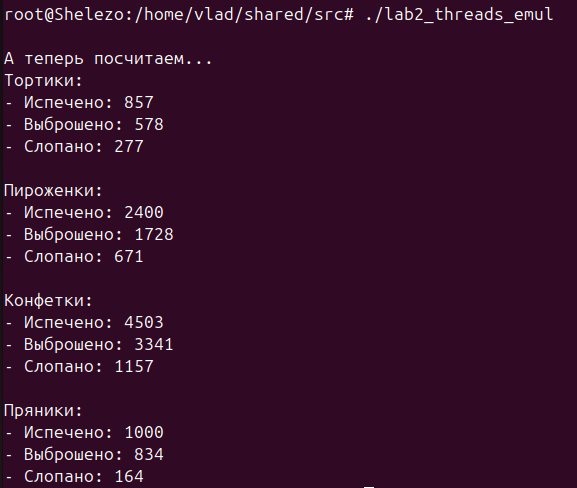 root@Shelezo:/home/vlad/shared/src# ./lab2_threads_emul
А теперь посчитаем...
Тортики:
- Испечено: 857
- Выброшено: 578
- Слопано: 277
Пироженки:
- Испечено: 2400
- Выброшено: 1728
- Слопано: 671
Конфетки:
- Испечено: 4503
- Выброшено: 3341
- Слопано: 1157
Пряники:
- Испечено: 1000
- Выброшено: 834
- Слопано: 164